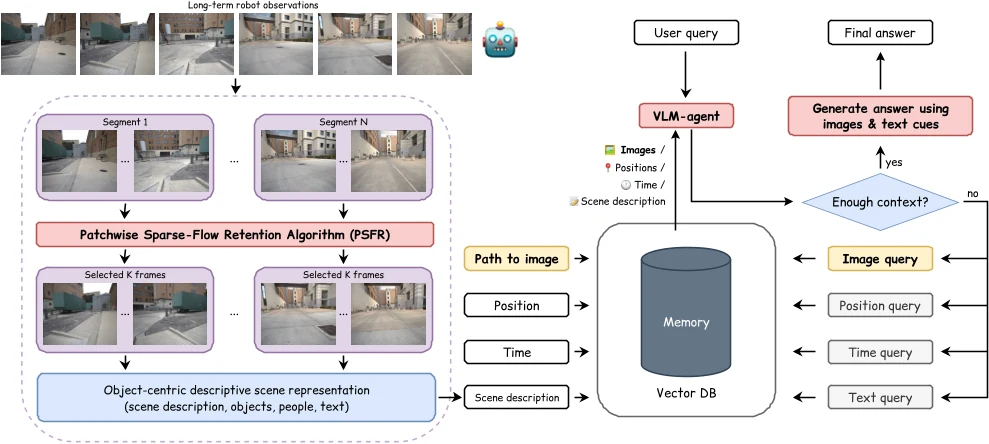 Long-term robot observations
Segment 1
...
...
Segment N
...
Patchwise Sparse-Flow Retention Algorithm (PSFR)
Selected K frames
...
...
Selected K frames
...
Object-centric descriptive scene representation
(scene description, objects, people, text)
User query
VLM-agent
Images /
Positions /
Time /
Scene description
Path to image
Position
Time
Scene description
Memory
Vector DB
Final answer
Generate answer using
images & text cues
yes
Enough context?
no
Image query
Position query
Time query
Text query